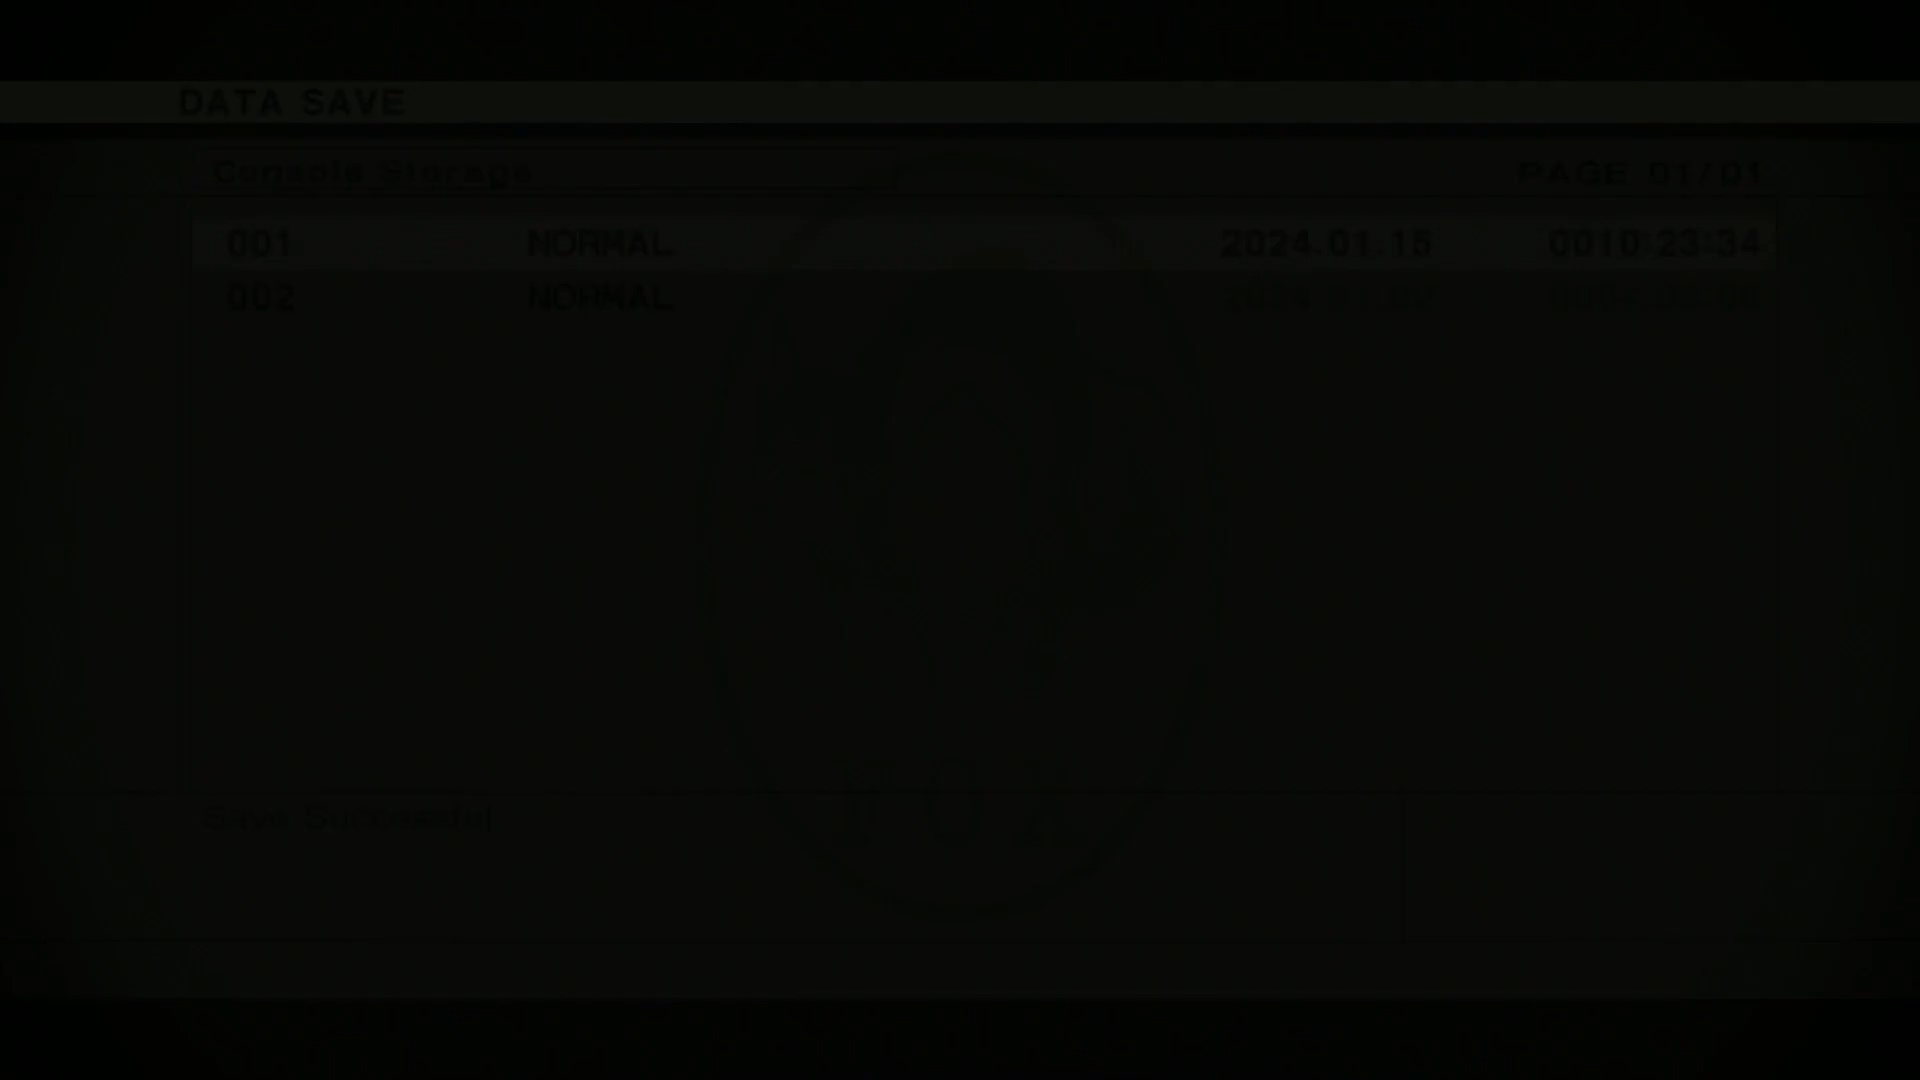 DATA SAVE
Console Storage
PAGE 01/01
001 NORMAL 2024.01.15 0010:23:34
002 NORMAL
FOX
Save Successful